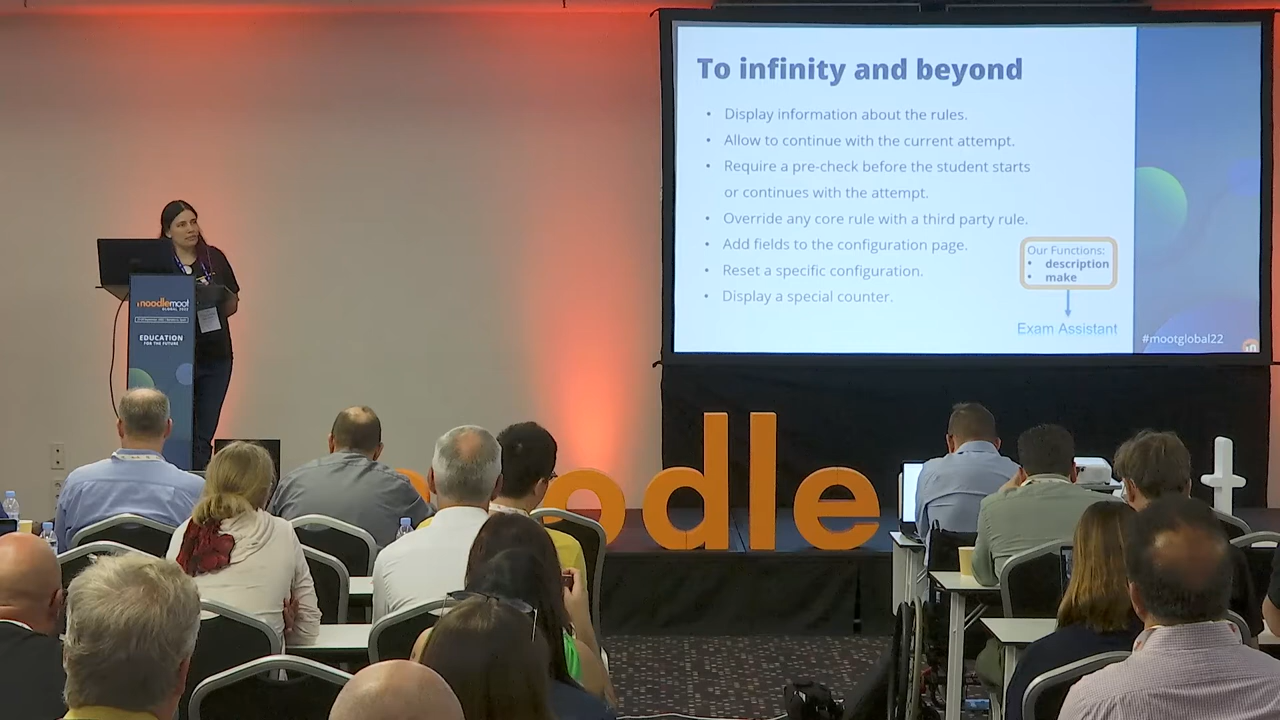 To infinity and beyond
• Display information about the rules.
• Allow to continue with the current attempt.
• Require a pre-check before the student starts
or continues with the attempt.
• Override any core rule with a third party rule.
• Add fields to the configuration page.
• Reset a specific configuration.
• Display a special counter.
Our Functions:
• description
• make
Exam Assistant
#mootglobal22
moodlemoot
GLOBAL 2022
EDUCATION
FOR THE FUTURE
oodle
t